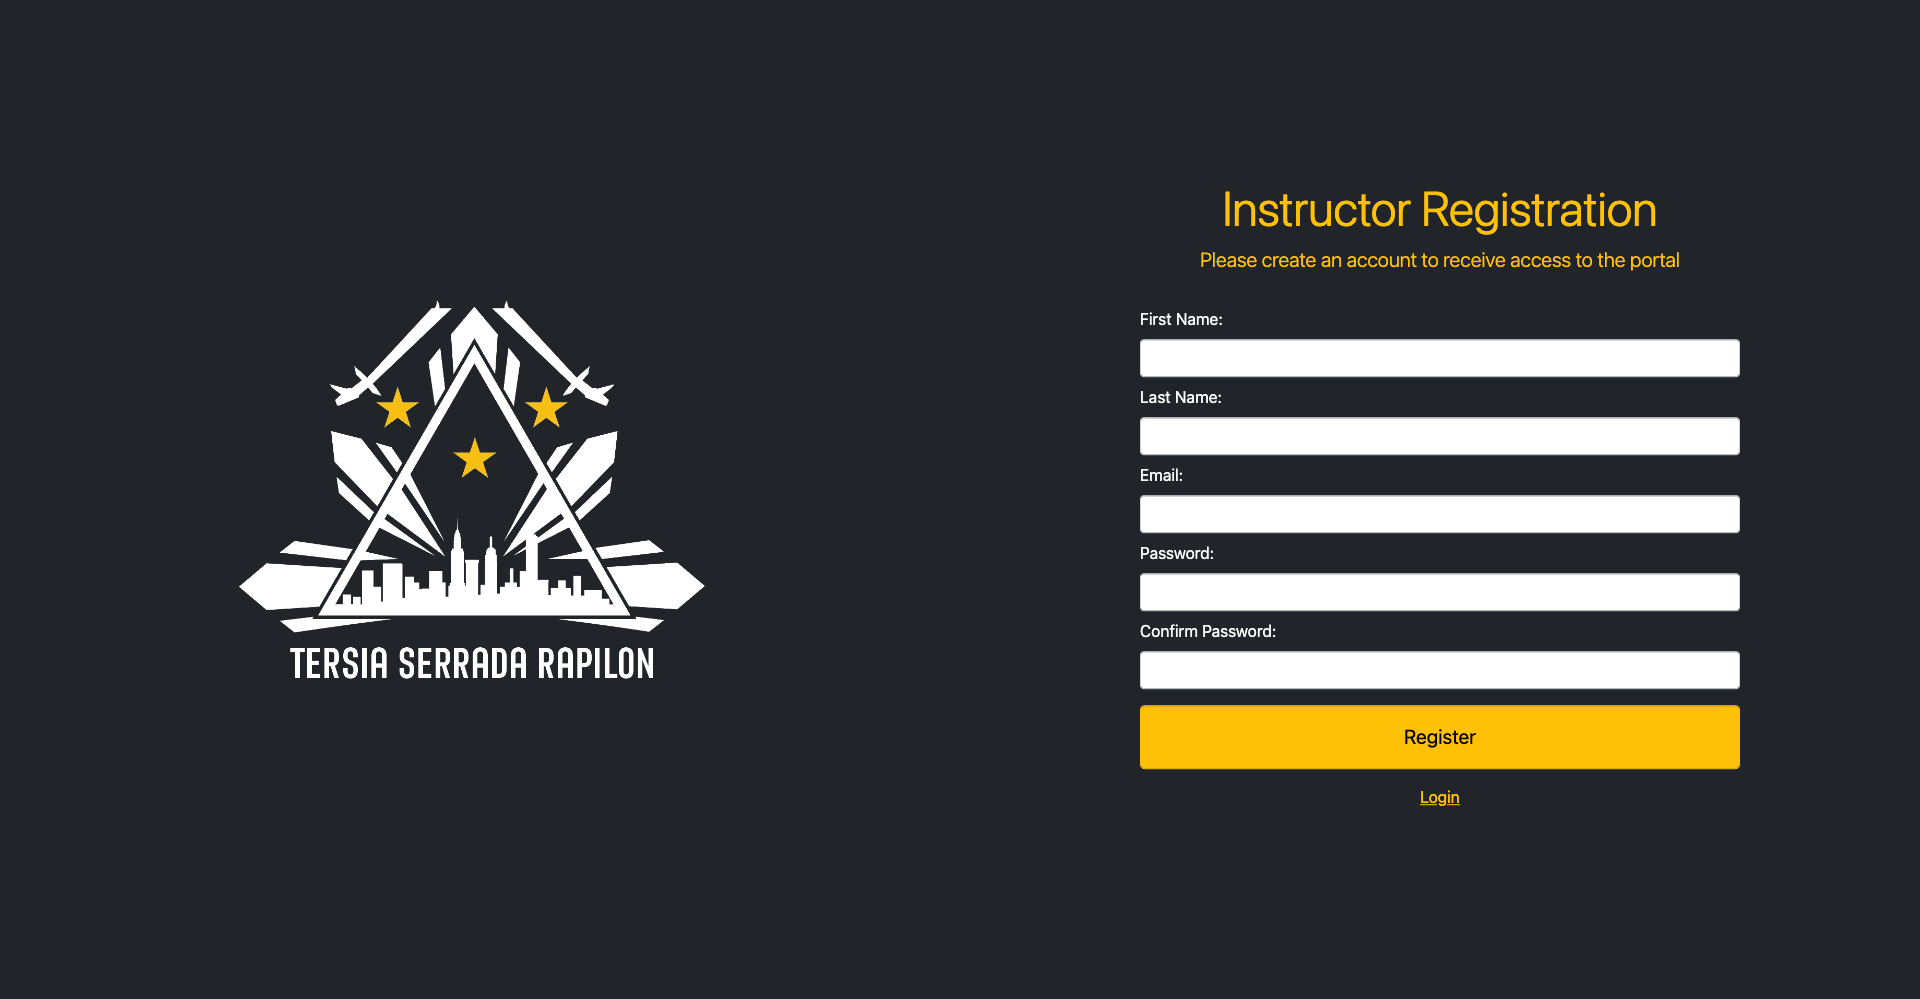 TERSIA SERRADA RAPILON
Instructor Registration
Please create an account to receive access to the portal
First Name:
Last Name:
Email:
Password:
Confirm Password:
Register
Login